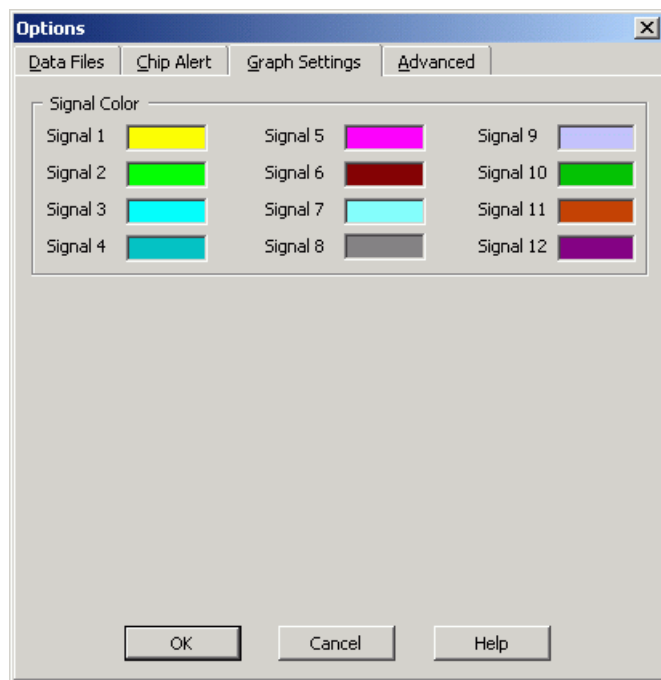 Options
Data Files Chip Alert Graph Settings Advanced
Signal Color
Signal 1 Signal 5 Signal 9
Signal 2 Signal 6 Signal 10
Signal 3 Signal 7 Signal 11
Signal 4 Signal 8 Signal 12
OK Cancel Help